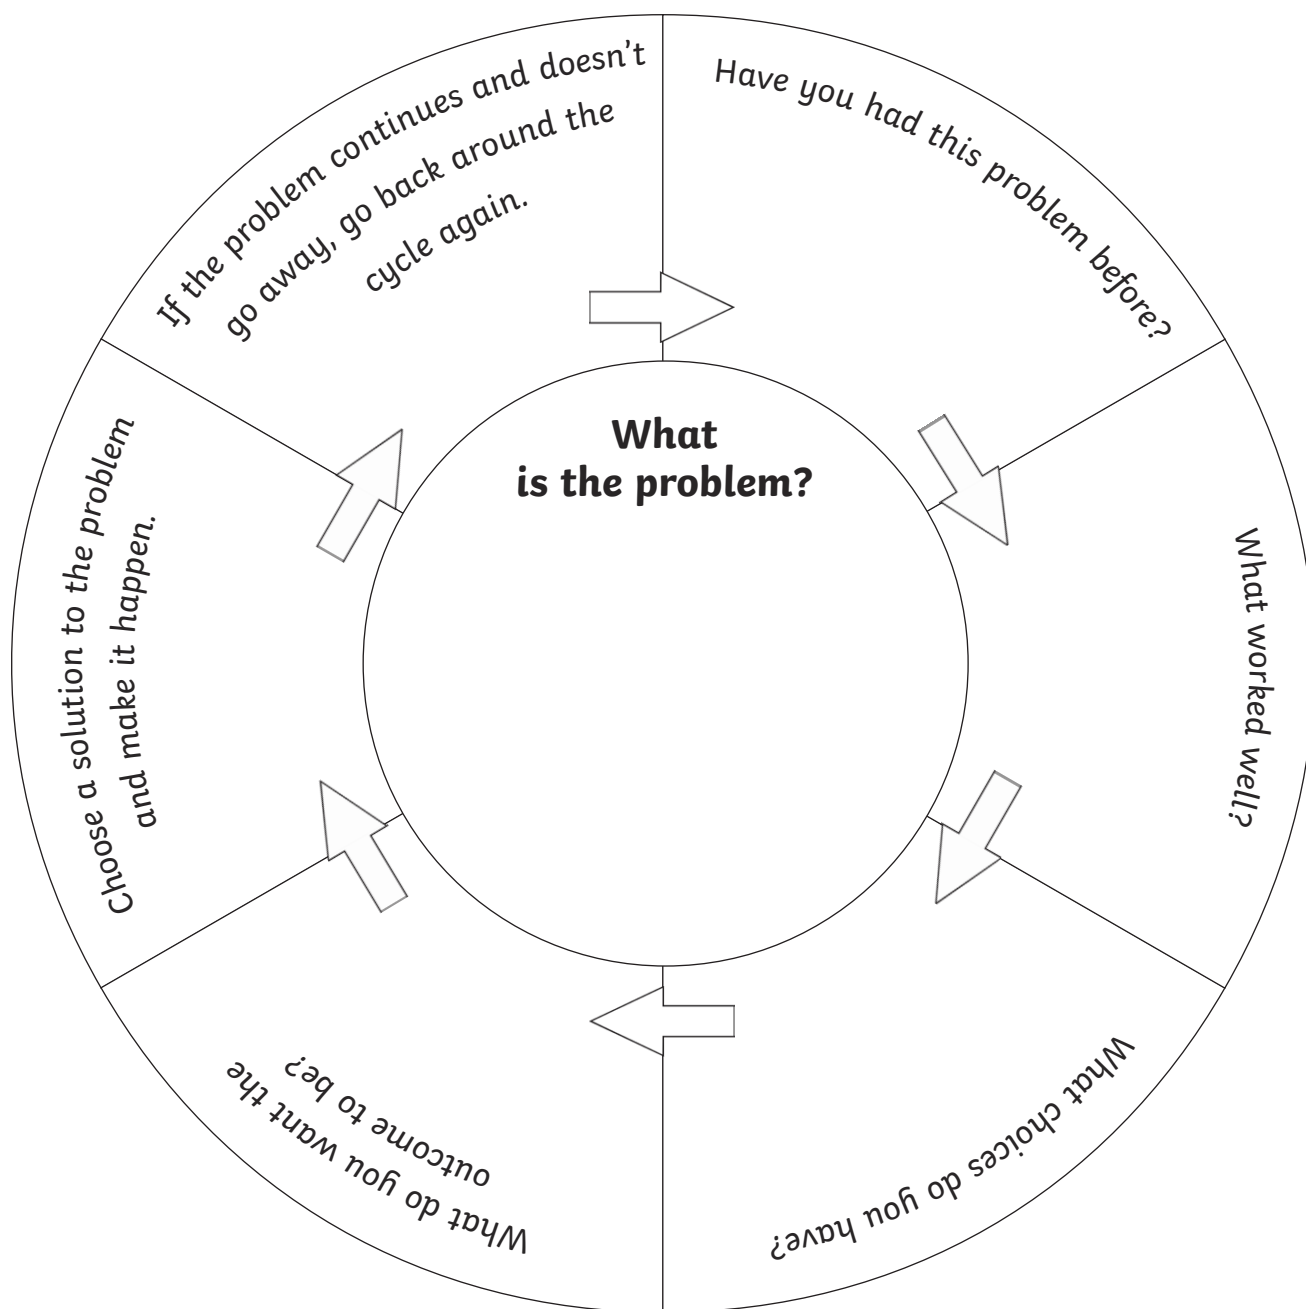 What
is the problem?
Have you had this problem before?
What worked well?
What choices do you have?
What do you want the
outcome to be?
Choose a solution to the problem
and make it happen.
If the problem continues and doesn't
go away, go back around the
cycle again.